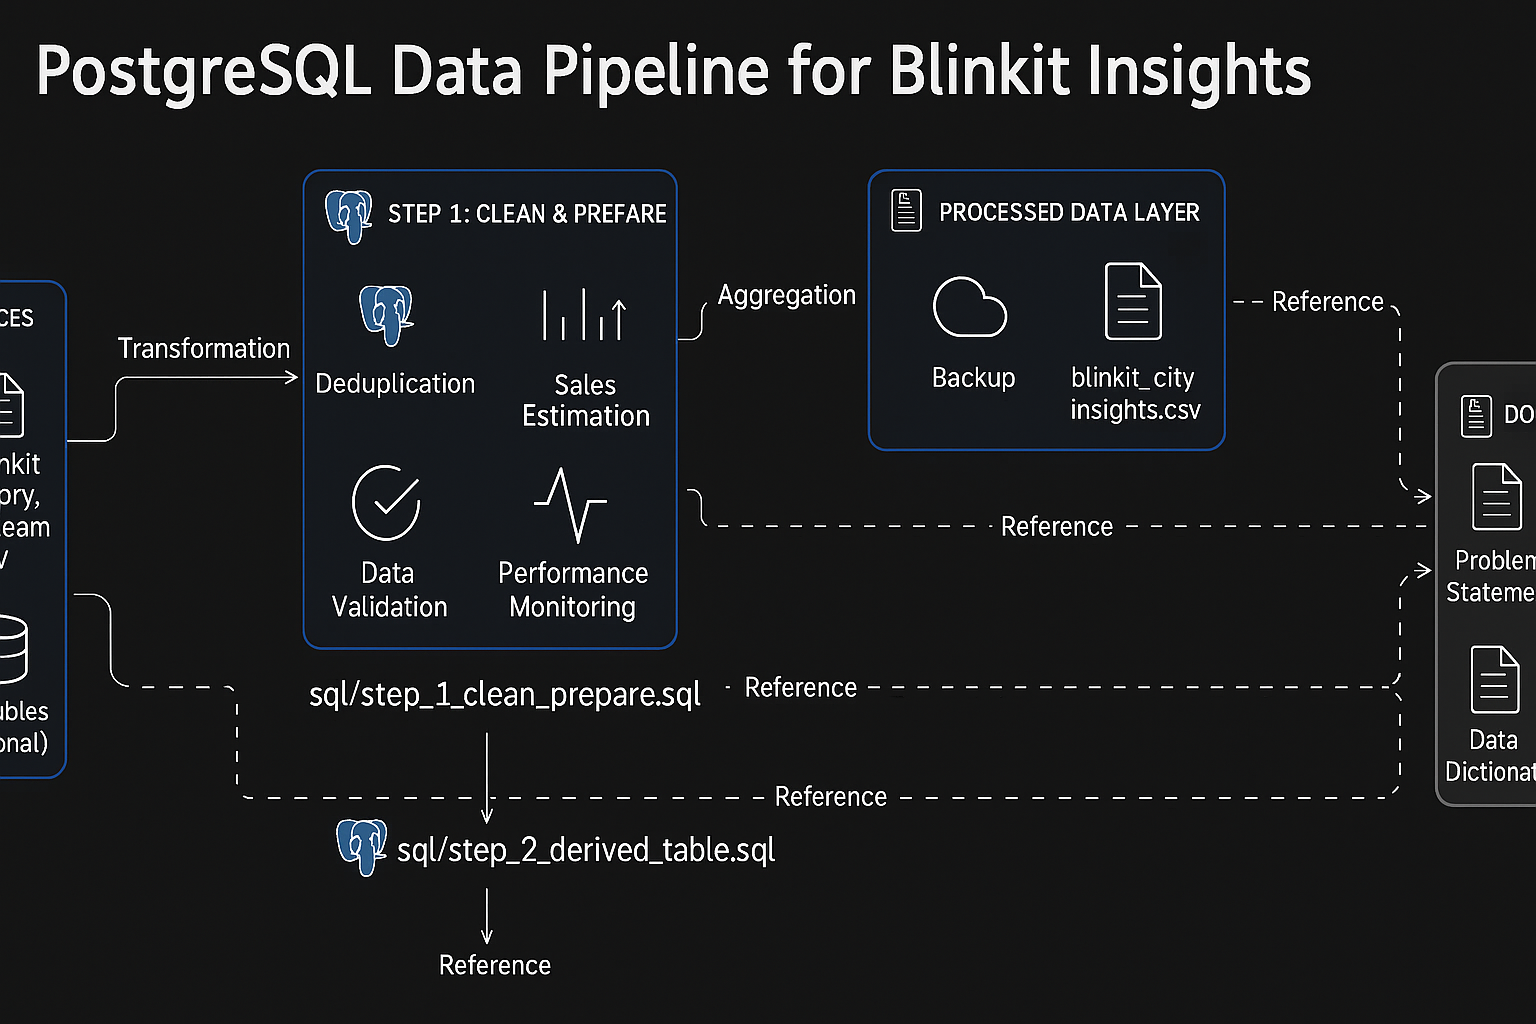 PostgreSQL Data Pipeline for Blinkit Insights
CES
nkit
pry,
eam
v
ubles
onal)
Transformation
STEP 1: CLEAN & PREFARE
Deduplication
Sales
Estimation
Data
Validation
Performance
Monitoring
sql/step_1_clean_prepare.sql
sql/step_2_derived_table.sql
Reference
Aggregation
PROCESSED DATA LAYER
Backup
blinkit_city
insights.csv
Reference
Reference
Reference
Reference
DO
Problem
Stateme
Data
Dictionat